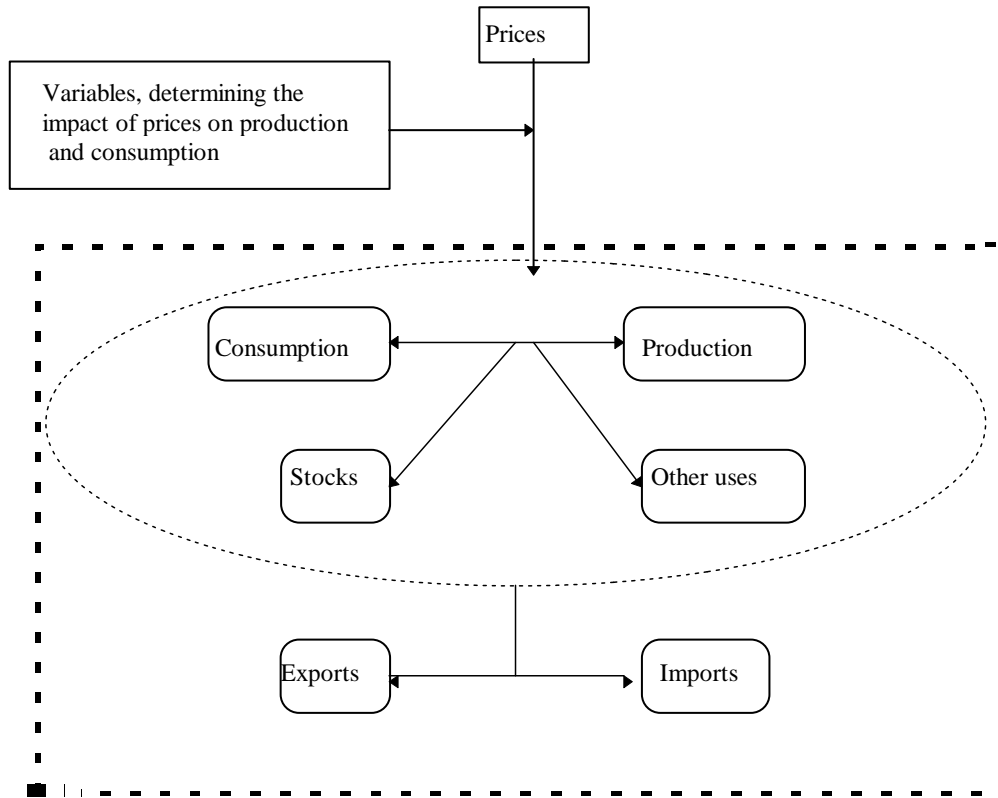 Prices
Variables, determining the
impact of prices on production
and consumption
Consumption
Production
Stocks
Other uses
Exports
Imports